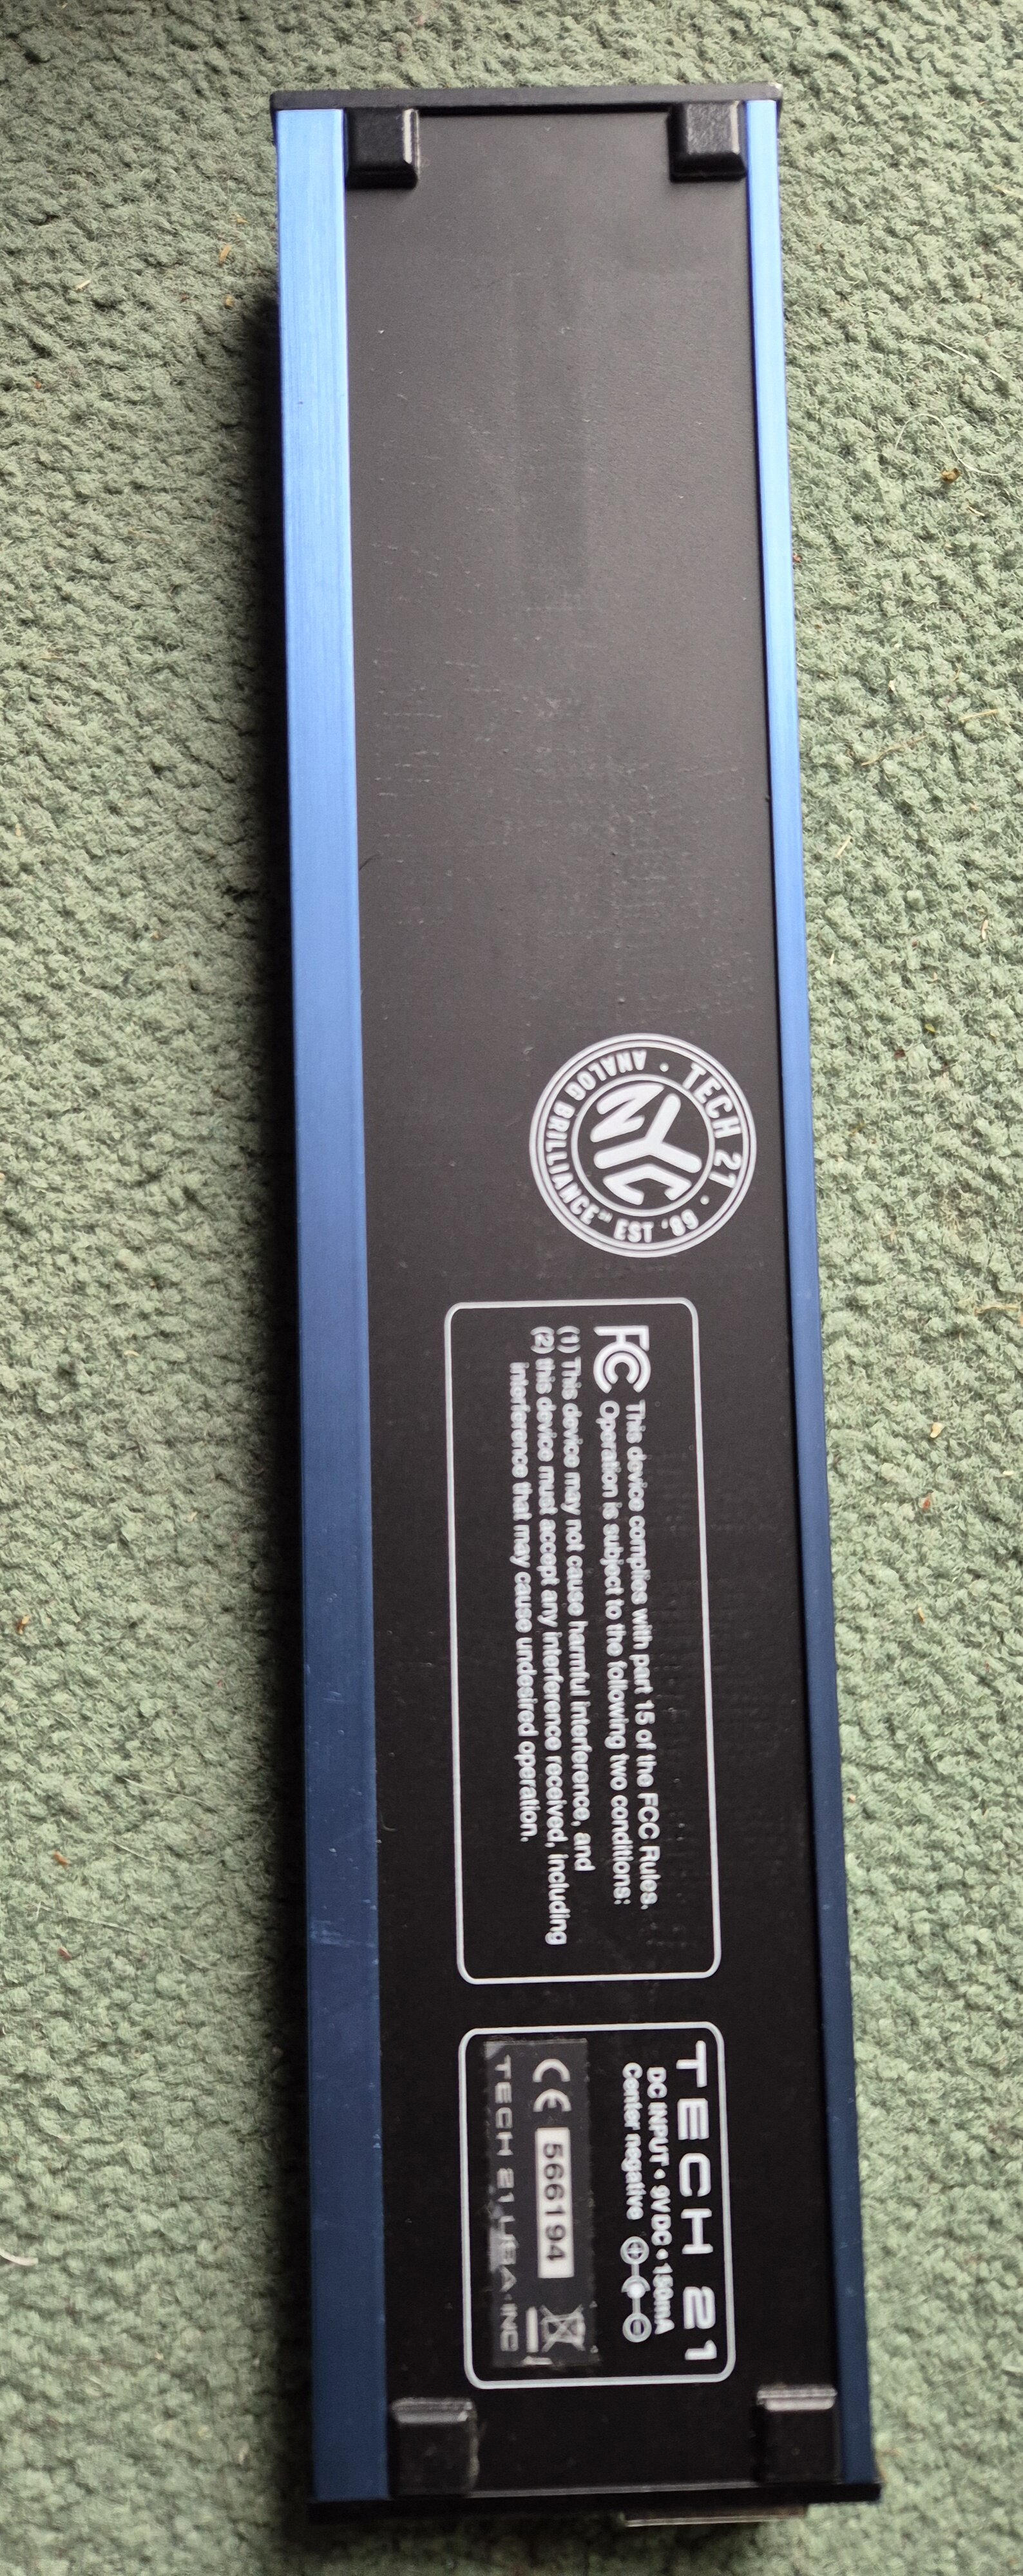 TECH 21 • EST '89
ANALOG BRILLIANCE℠
NYC
FC This device complies with part 15 of the FCC Rules.
Operation is subject to the following two conditions:
(1) This device may not cause harmful interference, and
(2) this device must accept any interference received, including
interference that may cause undesired operation.
TECH 21
DC INPUT • 9VDC •
Center negative
CE 566194
TECH 21 USA INC